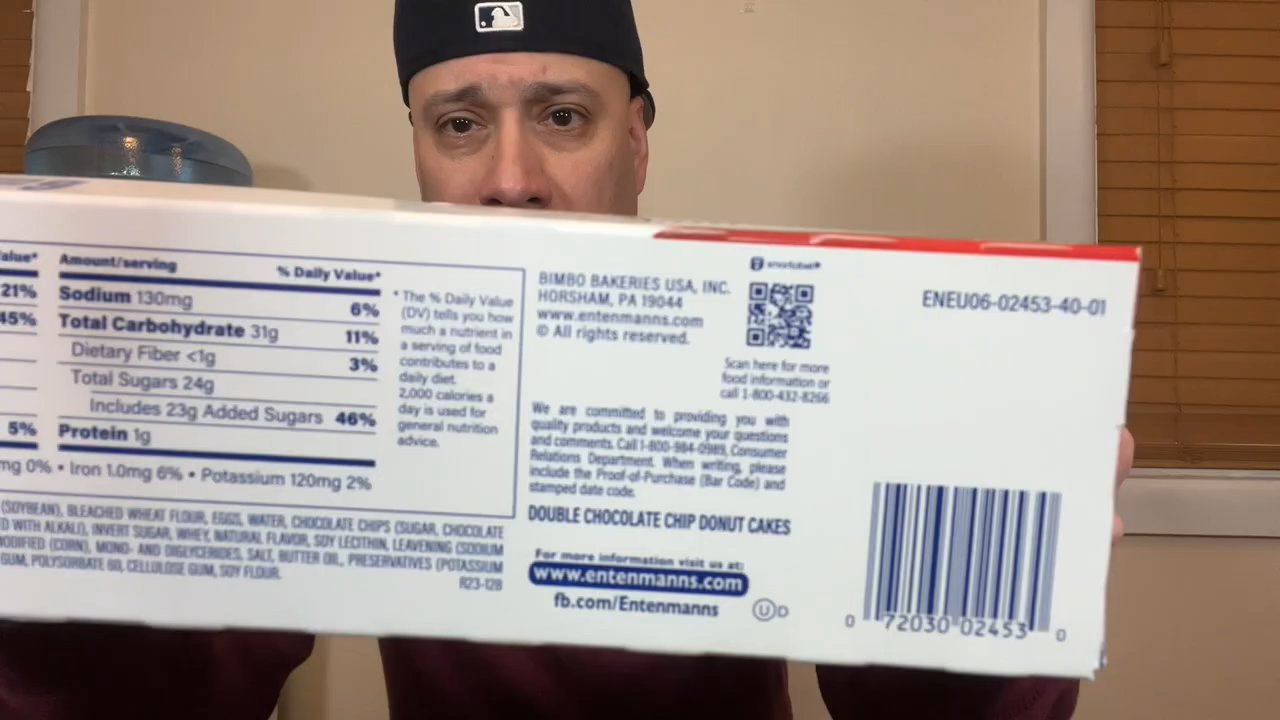 alue*
21%
45%
5%
Amount/serving % Daily Value*
Sodium 130mg 6%
Total Carbohydrate 31g 11%
Dietary Fiber <1g 3%
Total Sugars 24g
Includes 23g Added Sugars 46%
Protein 1g
mg 0% • Iron 1.0mg 6% • Potassium 120mg 2%
* The % Daily Value
(DV) tells you how
much a nutrient in
a serving of food
contributes to a
daily diet.
2,000 calories a
day is used for
general nutrition
advice.
(SOYBEAN), BLEACHED WHEAT FLOUR, EGGS, WATER, CHOCOLATE CHIPS (SUGAR, CHOCOLATE
D WITH ALKALI), INVERT SUGAR, WHEY, NATURAL FLAVOR, SOY LECITHIN, LEAVENING (SODIUM
ODIFIED (CORN), MONO- AND DIGLYCERIDES, SALT, BUTTER OIL, PRESERVATIVES (POTASSIUM
GUM, POLYSORBATE 60, CELLULOSE GUM, SOY FLOUR.
R23-128
BIMBO BAKERIES USA, INC.
HORSHAM, PA 19044
www.entenmanns.com
© All rights reserved.
smartlabel®
Scan here for more
food information or
call 1-800-432-8266
We are committed to providing you with
quality products and welcome your questions
and comments. Call 1-800-984-0989, Consumer
Relations Department. When writing, please
include the Proof-of-Purchase (Bar Code) and
stamped date code.
DOUBLE CHOCOLATE CHIP DONUT CAKES
For more information visit us at:
www.entenmanns.com
fb.com/Entenmanns
U D
ENEU06-02453-40-01
0 72030 02453 0